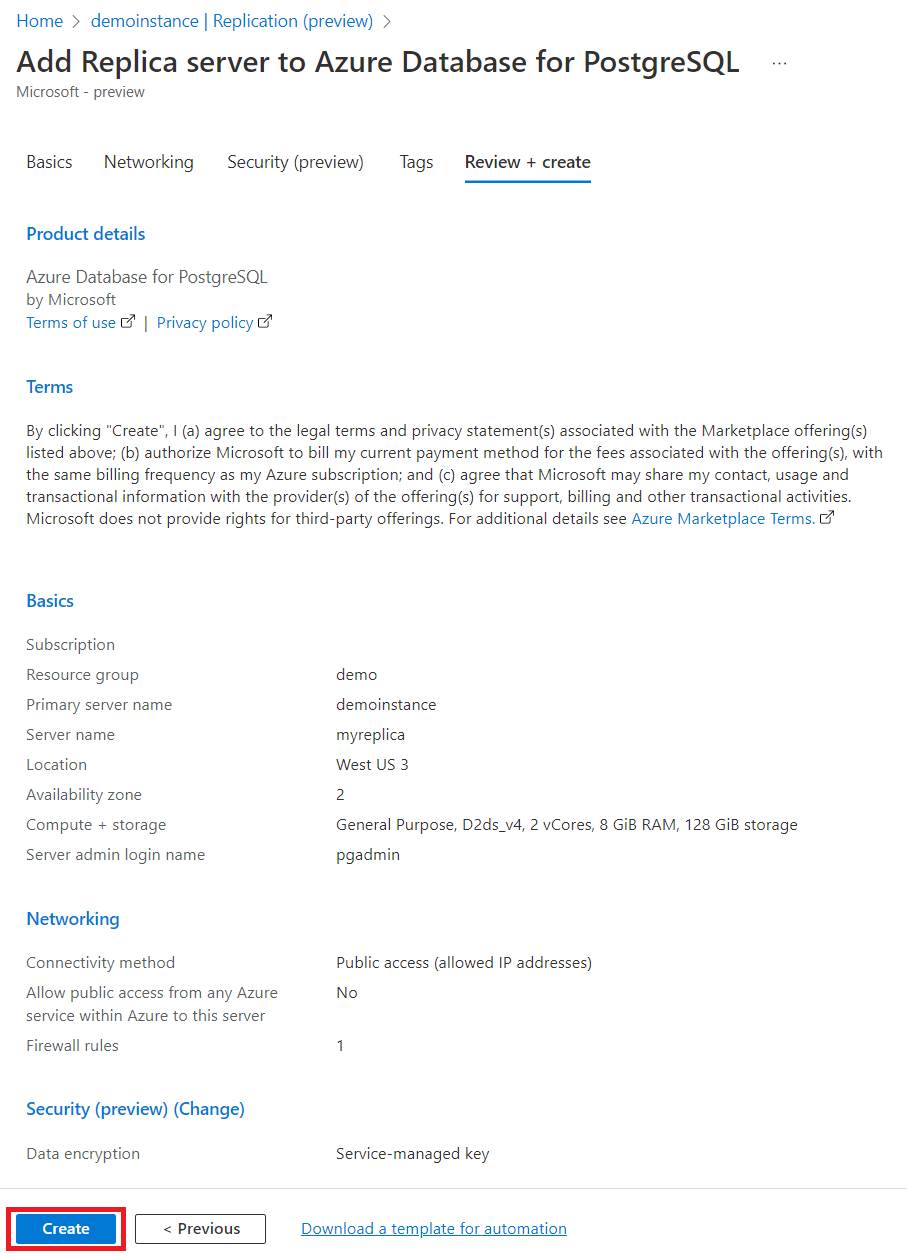 Home > demoinstance | Replication (preview) >
Add Replica server to Azure Database for PostgreSQL ...
Microsoft - preview
Basics Networking Security (preview) Tags Review + create
Product details
Azure Database for PostgreSQL
by Microsoft
Terms of use | Privacy policy
Terms
By clicking "Create", I (a) agree to the legal terms and privacy statement(s) associated with the Marketplace offering(s)
listed above; (b) authorize Microsoft to bill my current payment method for the fees associated with the offering(s), with
the same billing frequency as my Azure subscription; and (c) agree that Microsoft may share my contact, usage and
transactional information with the provider(s) of the offering(s) for support, billing and other transactional activities.
Microsoft does not provide rights for third-party offerings. For additional details see Azure Marketplace Terms.
Basics
Subscription
Resource group demo
Primary server name demoinstance
Server name myreplica
Location West US 3
Availability zone 2
Compute + storage General Purpose, D2ds_v4, 2 vCores, 8 GiB RAM, 128 GiB storage
Server admin login name pgadmin
Networking
Connectivity method Public access (allowed IP addresses)
Allow public access from any Azure No
service within Azure to this server
Firewall rules 1
Security (preview) (Change)
Data encryption Service-managed key
Create < Previous Download a template for automation